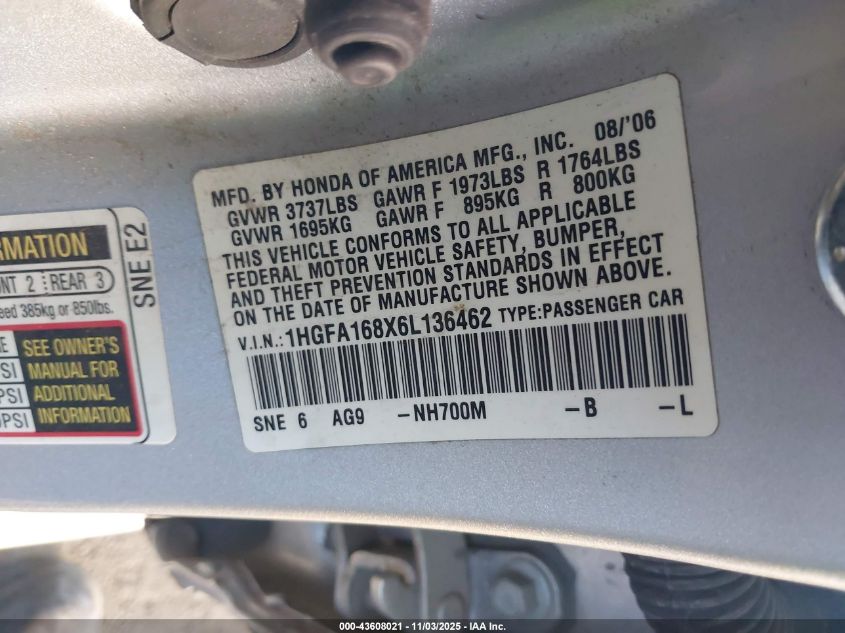 MFD. BY HONDA OF AMERICA MFG., INC. 08/'06
GVWR 3737LBS GAWR F 1973LBS R 1764LBS
GVWR 1695KG GAWR F 895KG R 800KG
THIS VEHICLE CONFORMS TO ALL APPLICABLE
FEDERAL MOTOR VEHICLE SAFETY, BUMPER,
AND THEFT PREVENTION STANDARDS IN EFFECT
ON THE DATE OF MANUFACTURE SHOWN ABOVE.
V.I.N.: 1HGFA168X6L136462 TYPE:PASSENGER CAR
SNE 6 AG9 -NH700M -B -L
SNE E2
REAR 3
385kg or 850lbs.
SEE OWNER'S
MANUAL FOR
ADDITIONAL
INFORMATION
000-43608021 - 11/03/2025 - IAA Inc.